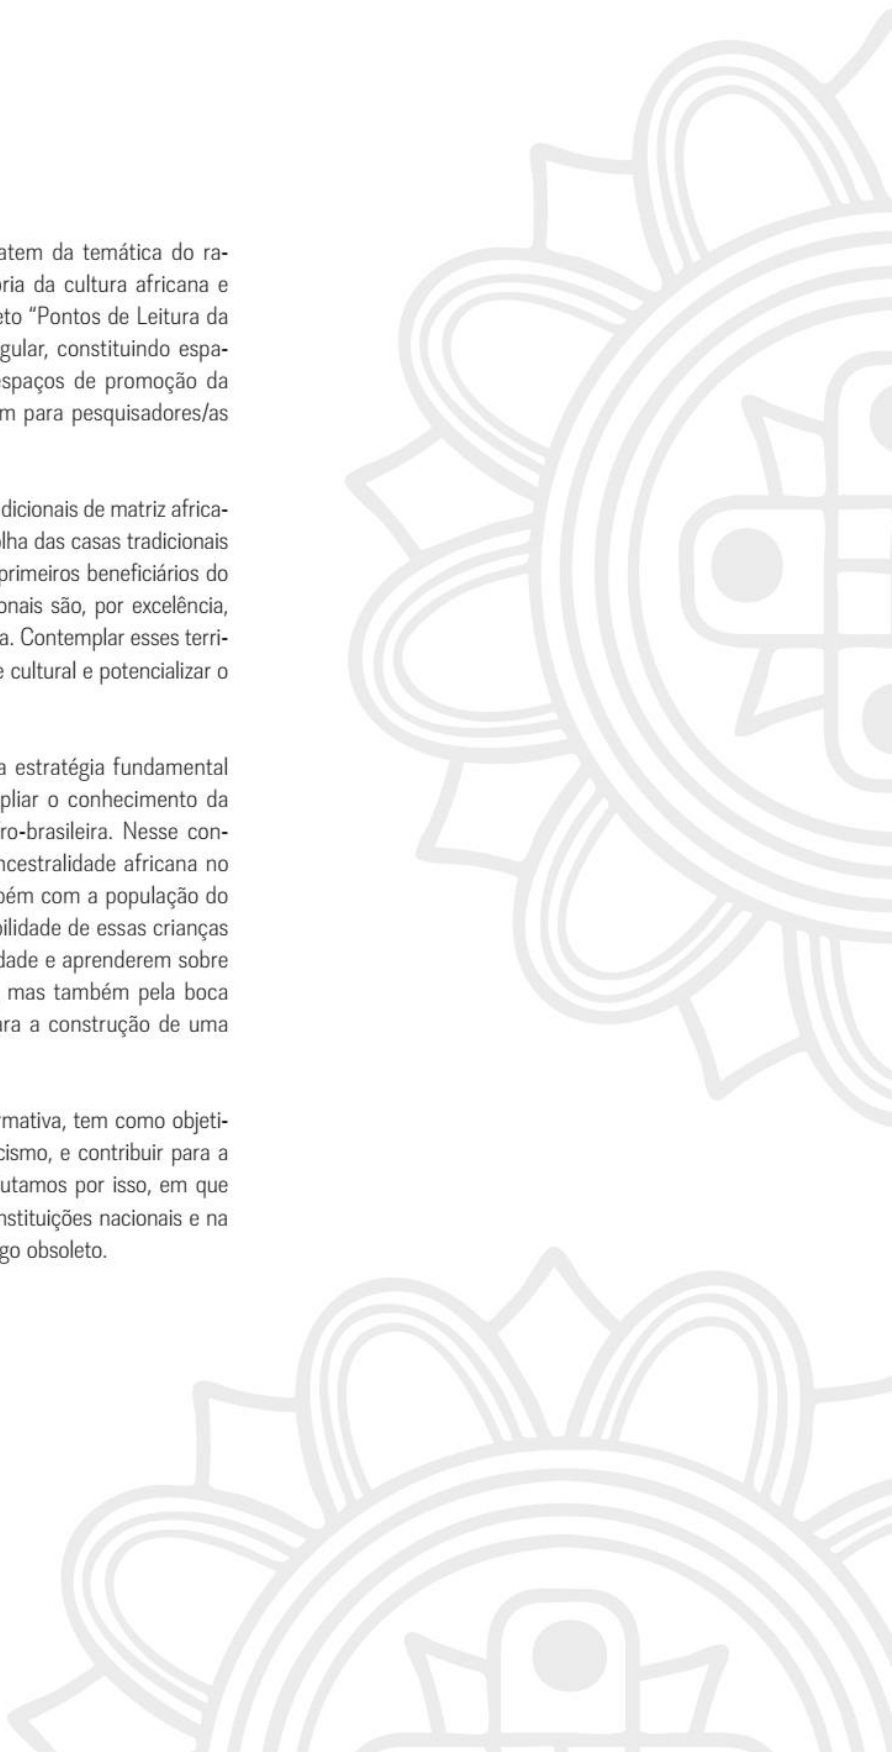 atem da temática do ra-
ria da cultura africana e
eto “Pontos de Leitura da
gular, constituindo espa-
espaços de promoção da
m para pesquisadores/as
dicionais de matriz africa-
lha das casas tradicionais
primeiros beneficiários do
onais são, por excelência,
a. Contemplar esses terri-
e cultural e potencializar o
a estratégia fundamental
pliar o conhecimento da
ro-brasileira. Nesse con-
ncestralidade africana no
bém com a população do
bilidade de essas crianças
dade e aprenderem sobre
mas também pela boca
ara a construção de uma
rmativa, tem como objeti-
cismo, e contribuir para a
utamos por isso, em que
nstituições nacionais e na
go obsoleto.